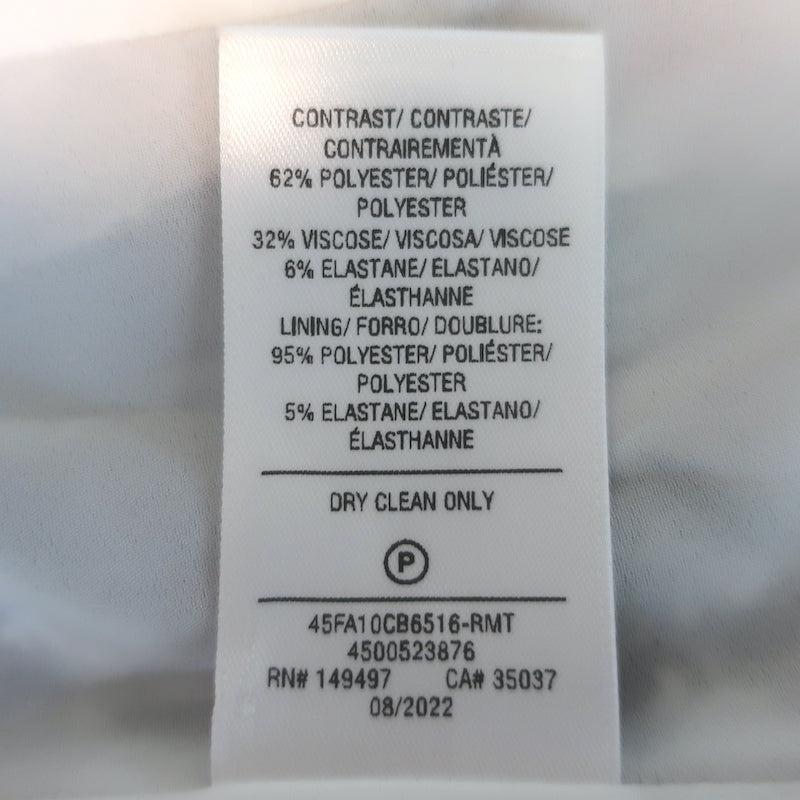 CONTRAST/ CONTRASTE/
CONTRAIREMENTÀ
62% POLYESTER/ POLIÉSTER/
POLYESTER
32% VISCOSE/ VISCOSA/ VISCOSE
6% ELASTANE/ ELASTANO/
ÉLASTHANNE
LINING/ FORRO/ DOUBLURE:
95% POLYESTER/ POLIÉSTER/
POLYESTER
5% ELASTANE/ ELASTANO/
ÉLASTHANNE
DRY CLEAN ONLY
P
45FA10CB6516-RMT
4500523876
RN# 149497 CA# 35037
08/2022